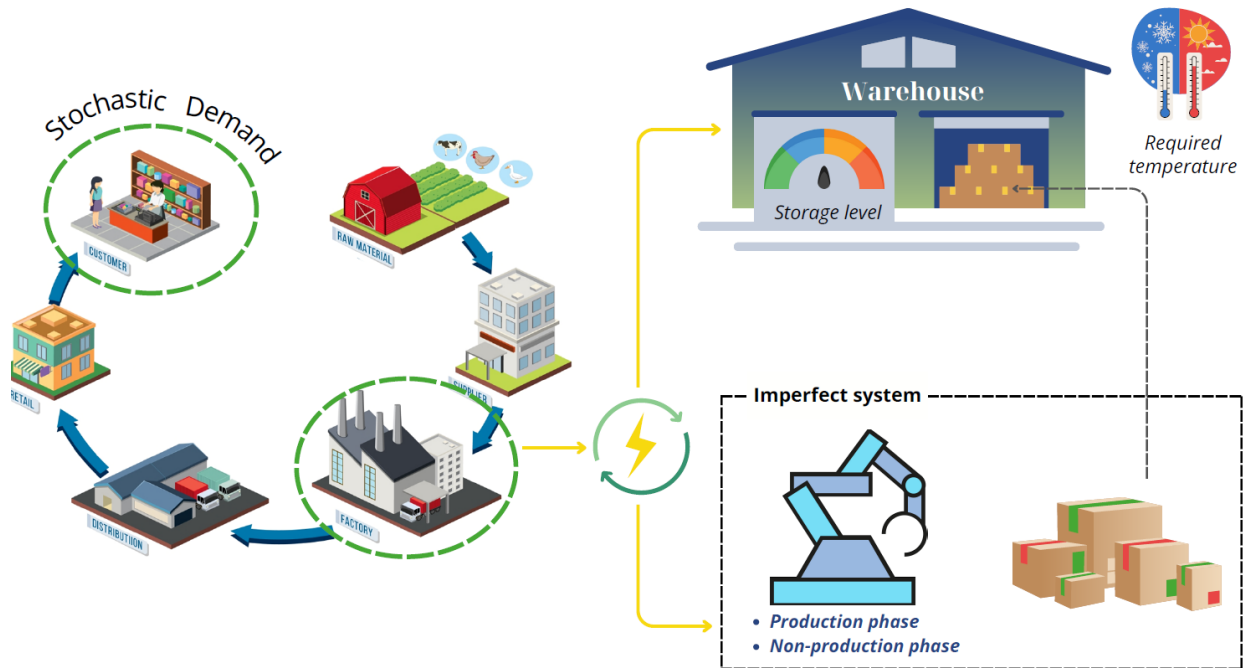 Stochastic Demand
CUSTOMER
RAW MATERIAL
RETAIL
SUPPLIER
DISTRIBUTIION
FACTORY
Warehouse
Storage level
Required
temperature
Imperfect system
• Production phase
• Non-production phase